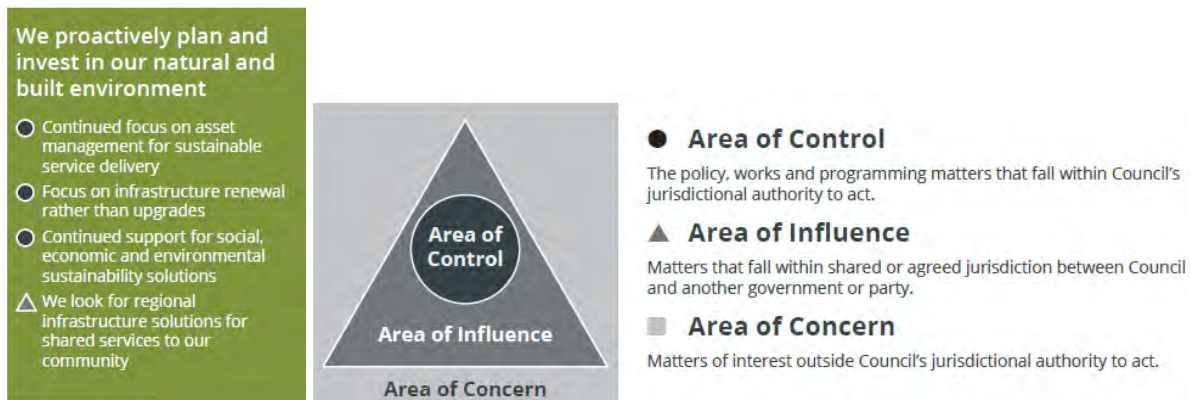 We proactively plan and
invest in our natural and
built environment
Continued focus on asset
management for sustainable
service delivery
Focus on infrastructure renewal
rather than upgrades
Continued support for social,
economic and environmental
sustainability solutions
We look for regional
infrastructure solutions for
shared services to our
community
Area of
Control
Area of Influence
Area of Concern
Area of Control
The policy, works and programming matters that fall within Council's
jurisdictional authority to act.
Area of Influence
Matters that fall within shared or agreed jurisdiction between Council
and another government or party.
Area of Concern
Matters of interest outside Council's jurisdictional authority to act.